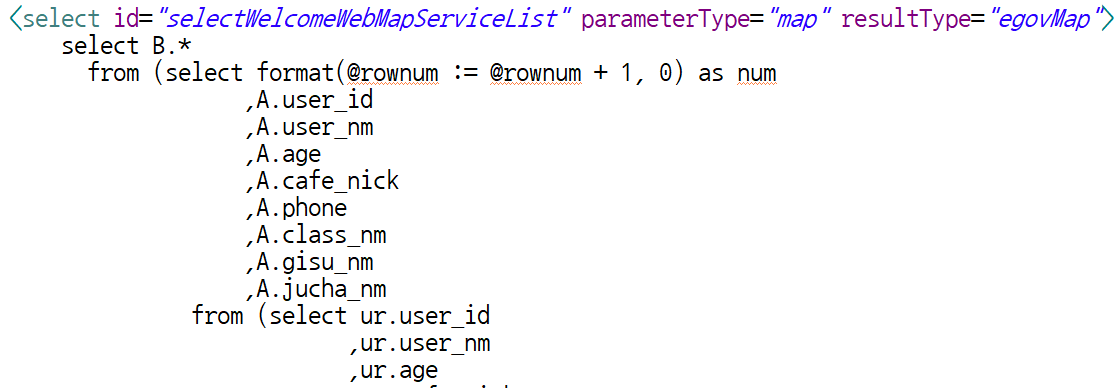 <select id="selectWelcomeWebMapServiceList" parameterType="map" resultType="egovMap">
select B.*
from (select format(@rownum := @rownum + 1, 0) as num
,A.user_id
,A.user_nm
,A.age
,A.cafe_nick
,A.phone
,A.class_nm
,A.gisu_nm
,A.jucha_nm
from (select ur.user_id
,ur.user_nm
,ur.age